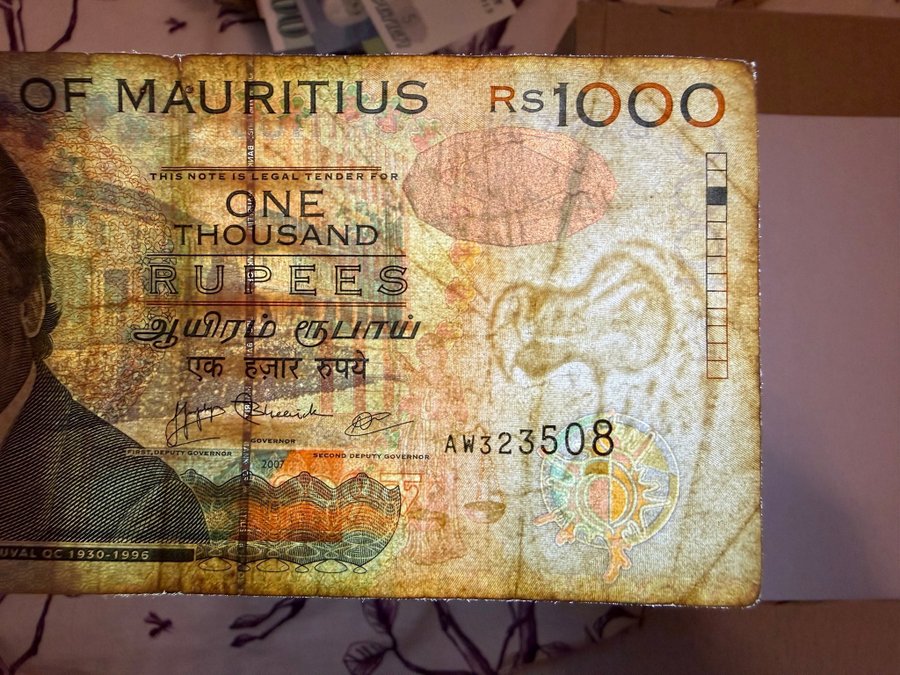 OF MAURITIUS
Rs1000
THIS NOTE IS LEGAL TENDER FOR
ONE
THOUSAND
RUPEES
ஆயிரம் ரூபாய்
एक हज़ार रुपये
GOVERNOR
FIRST DEPUTY GOVERNOR
SECOND DEPUTY GOVERNOR
2007
AW323508
UVAL QC 1930-1996